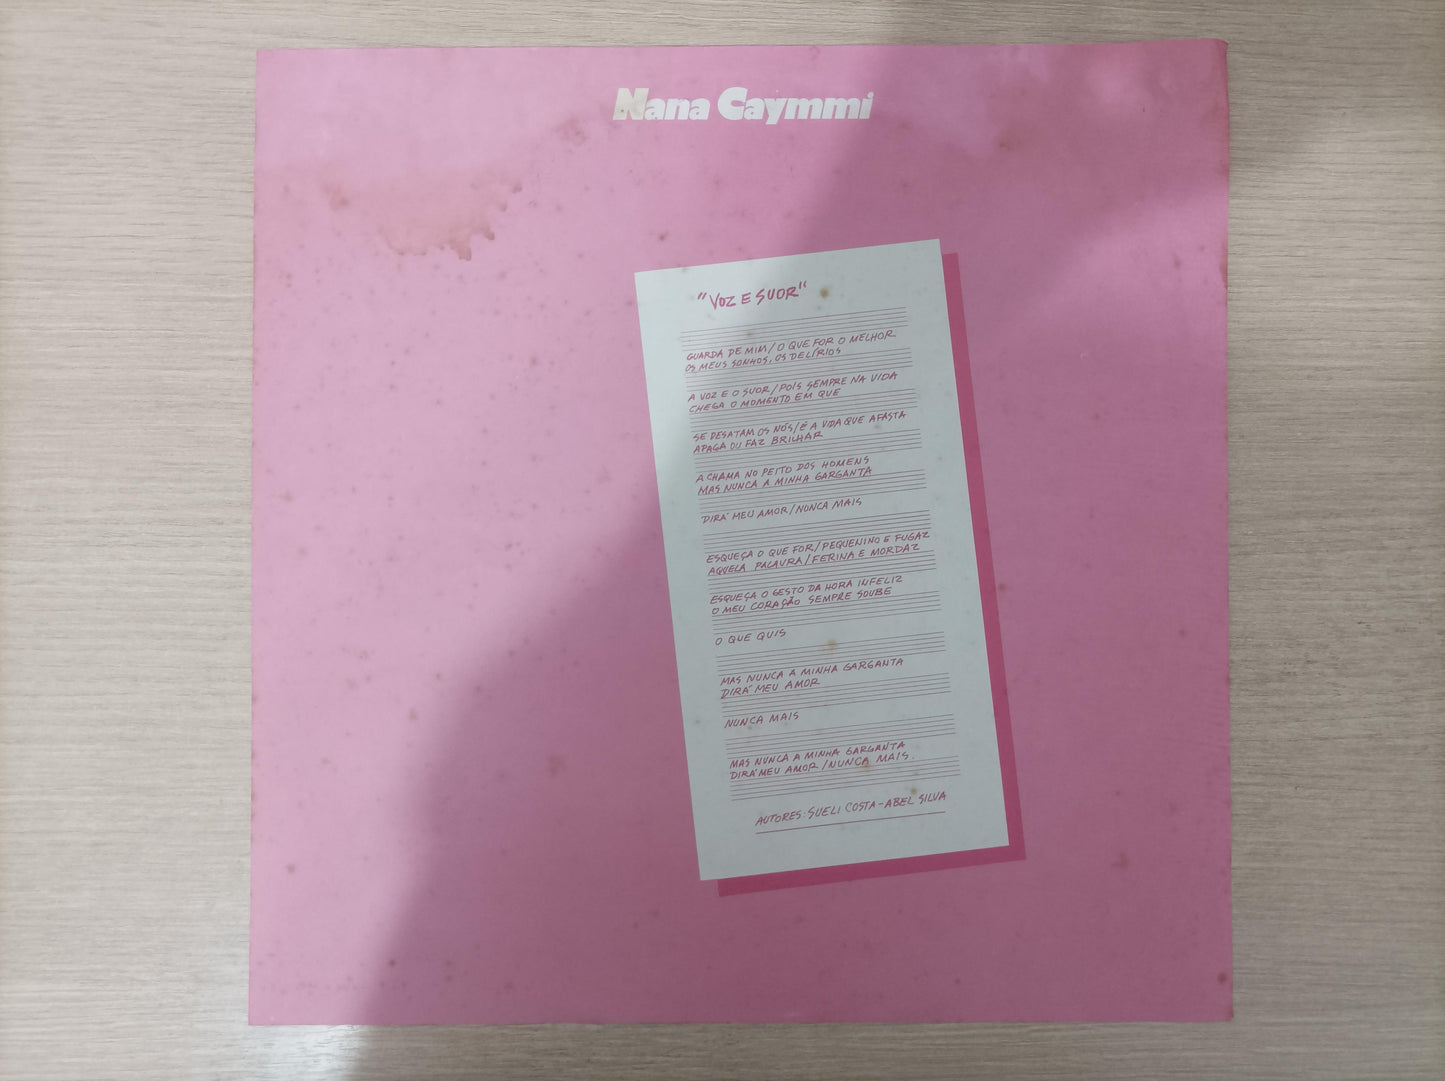 Nana Caymmi
"VOZ E SUOR"
GUARDA DE MIM / O QUE FOR O MELHOR
OS MEUS SONHOS, OS DELÍRIOS
A VOZ E O SUOR / POIS SEMPRE NA VIDA
CHEGA O MOMENTO EM QUE
SE DESATAM OS NÓS / É A VIDA QUE AFASTA
APAGA OU FAZ BRILHAR
A CHAMA NO PEITO DOS HOMENS
MAS NUNCA A MINHA GARGANTA
DIRÁ MEU AMOR / NUNCA MAIS
ESQUEÇA O QUE FOR / PEQUENINO E FUGAZ
AQUELA PALAVRA / FERINA E MORDAZ
ESQUEÇA O GESTO DA HORA INFELIZ
O MEU CORAÇÃO SEMPRE SOUBE
O QUE QUIS
MAS NUNCA A MINHA GARGANTA
DIRÁ MEU AMOR
NUNCA MAIS
MAS NUNCA A MINHA GARGANTA
DIRÁ MEU AMOR / NUNCA MAIS.
AUTORES: SUELI COSTA - ABEL SILVA